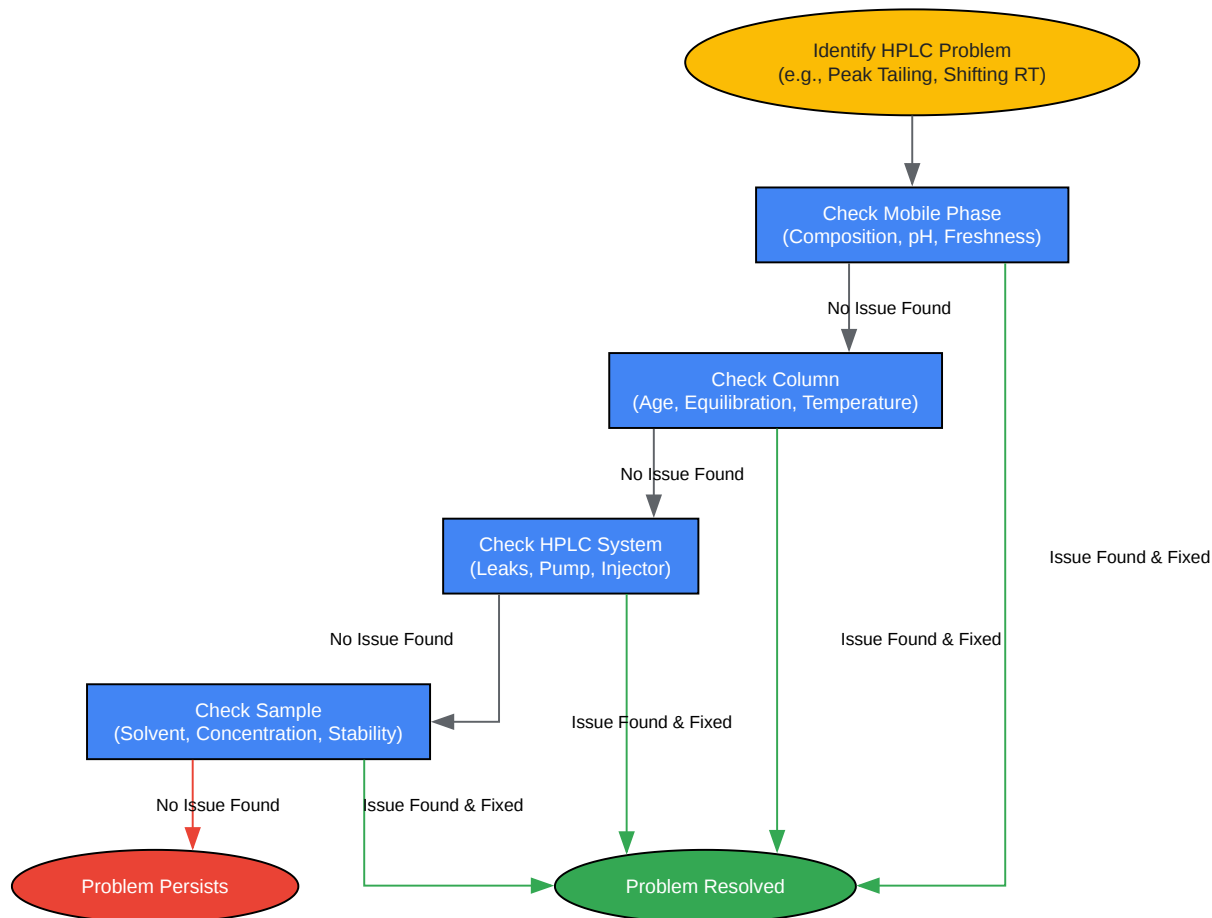 Identify HPLC Problem
(e.g., Peak Tailing, Shifting RT)
Check Mobile Phase
(Composition, pH, Freshness)
No Issue Found
Check Column
(Age, Equilibration, Temperature)
No Issue Found
Check HPLC System
(Leaks, Pump, Injector)
Issue Found & Fixed
No Issue Found
Issue Found & Fixed
Check Sample
(Solvent, Concentration, Stability)
Issue Found & Fixed
No Issue Found
Issue Found & Fixed
Problem Persists
Problem Resolved